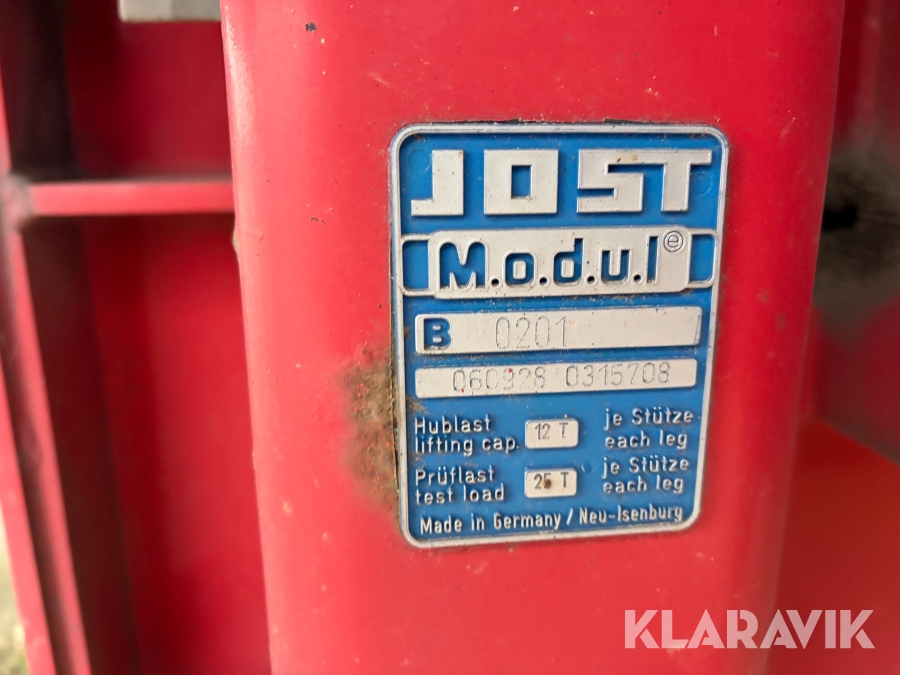 JOST
M.o.d.u.l e
B 0201
060928 0315708
Hublast 12 T je Stütze
lifting cap. each leg
Prüflast 25 T je Stütze
test load each leg
Made in Germany / Neu-Isenburg
KLARAVIK